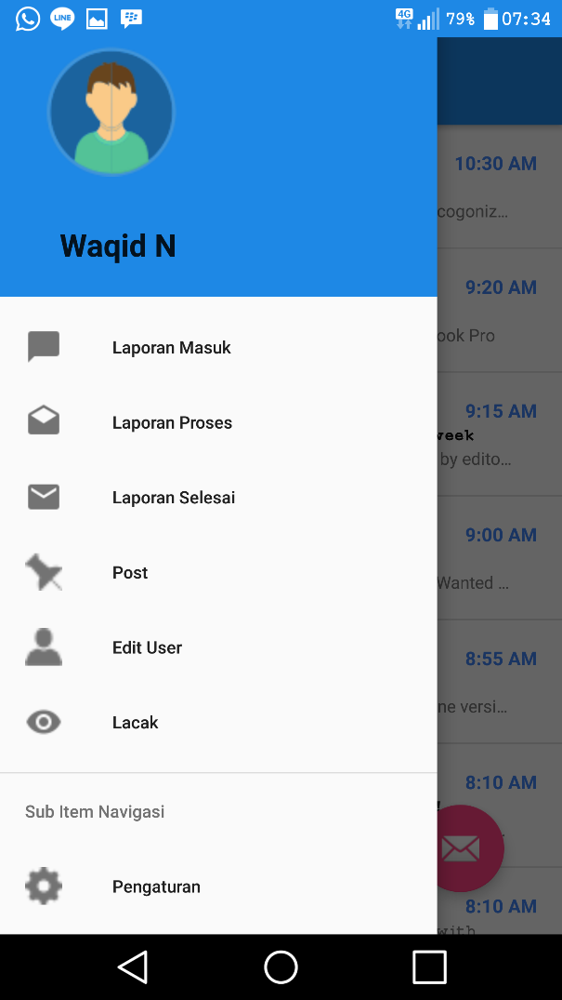 LINE
4G 79% 07:34
Waqid N
Laporan Masuk
Laporan Proses
Laporan Selesai
Post
Edit User
Lacak
Sub Item Navigasi
Pengaturan
10:30 AM
cogoniz...
9:20 AM
ook Pro
9:15 AM
week
by edito...
9:00 AM
Wanted ...
8:55 AM
ne versi...
8:10 AM
8:10 AM
with